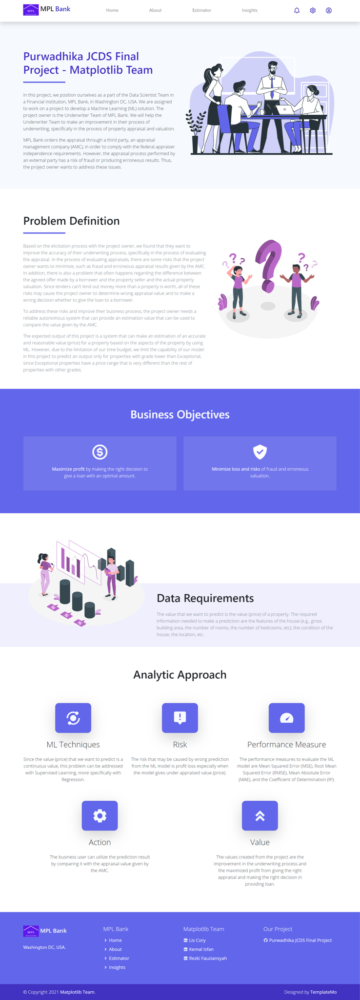 MPL
MPL Bank
Home
About
Estimator
Insights
Purwadhika JCDS Final
Project - Matplotlib Team
In this project, we position ourselves as a part of the Data Scientist Team in
a Financial Institution, MPL Bank, in Washington DC, USA. We are assigned
to work on a project to develop a Machine Learning (ML) solution. The
project owner is the Underwriter Team of MPL Bank. We will help the
Underwriter Team to make an improvement in their process of
underwriting, specifically in the process of property appraisal and valuation.
MPL Bank orders the appraisal through a third party, an appraisal
management company (AMC), in order to comply with the federal appraiser
independence requirements. However, the appraisal process performed by
an external party has a risk of fraud or producing erroneous results. Thus,
the project owner wants to address these issues.
Problem Definition
Based on the elicitation process with the project owner, we found that they want to
improve the accuracy of their underwriting process, specifically in the process of evaluating
the appraisal. In the process of evaluating appraisals, there are some risks that the project
owner wants to minimize, such as fraud and erroneous appraisal results given by the AMC.
In addition, there is also a problem that often happens regarding the difference between
the agreed offer made by a borrower and the property seller and the actual property
valuation. Since lenders can't lend out money more than a property is worth, all of these
risks may cause the project owner to determine wrong appraisal value and to make a
wrong decision whether to give the loan to a borrower.
To address these risks and improve their business process, the project owner needs a
reliable autonomous system that can provide an estimation value that can be used to
compare the value given by the AMC.
The expected output of this project is a system that can make an estimation of an accurate
and reasonable value (price) for a property based on the aspects of the property by using
ML. However, due to the limitation of our time budget, we limit the capability of our model
in this project to predict an output only for properties with grade lower than Exceptional,
since Exceptional properties have a price range that is very different than the rest of
properties with other grades.
? ? ? ? ? ? ?
Business Objectives
$
Maximize profit by making the right decision to
give a loan with an optimal amount.
Minimize loss and risks of fraud and erroneous
valuation.
%
%
%
Data Requirements
The value that we want to predict is the value (price) of a property. The required
information needed to make a prediction are the features of the house (e.g., gross
building area, the number of rooms, the number of bedrooms, etc), the condition of the
house, the location, etc.
Analytic Approach
ML Techniques
Since the value (price) that we want to predict is a
continuous value, this problem can be addressed
with Supervised Learning, more specifically with
Regression.
Risk
The risk that may be caused by wrong prediction
from the ML model is profit loss especially when
the model gives under appraised value (price).
Performance Measure
The performance measures to evaluate the ML
model are Mean Squared Error (MSE), Root Mean
Squared Error (RMSE), Mean Absolute Error
(MAE), and the Coefficient of Determination (R²).
Action
The business user can utilize the prediction result
by comparing it with the appraisal value given by
the AMC.
Value
The values created from the project are the
improvement in the underwriting process and
the maximized profit from giving the right
appraisal and making the right decision in
providing loan.
MPL
MPL Bank
Washington DC, USA.
MPL Bank
Home
About
Estimator
Insights
Matplotlib Team
Lis Cory
Kemal Isfan
Rezki Fauziansyah
Our Project
Purwadhika JCDS Final Project
© Copyright 2021 Matplotlib Team.
Designed by TemplateMo